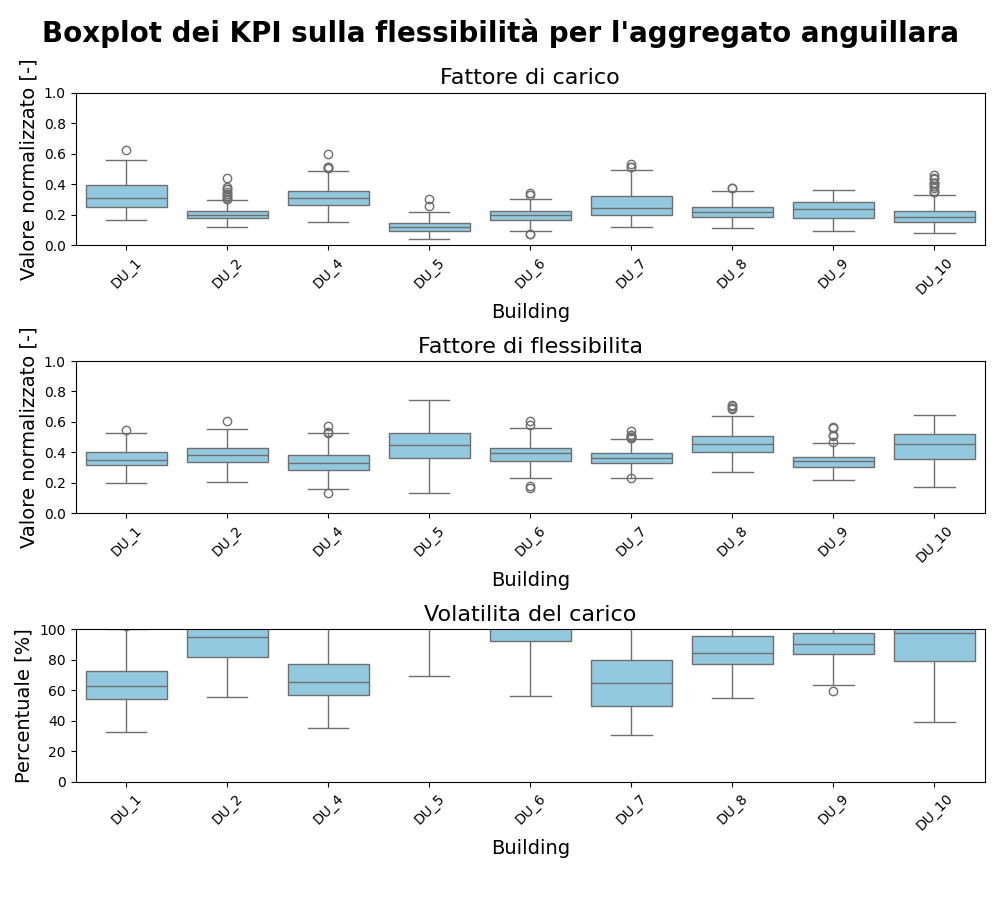 Boxplot dei KPI sulla flessibilità per l'aggregato anguillara
Fattore di carico
Valore normalizzato [-]
1.0
0.8
0.6
0.4
0.2
0.0
DU_1 DU_2 DU_4 DU_5 DU_6 DU_7 DU_8 DU_9 DU_10
Building
Fattore di flessibilita
Valore normalizzato [-]
1.0
0.8
0.6
0.4
0.2
0.0
DU_1 DU_2 DU_4 DU_5 DU_6 DU_7 DU_8 DU_9 DU_10
Building
Volatilita del carico
Percentuale [%]
100
80
60
40
20
0
DU_1 DU_2 DU_4 DU_5 DU_6 DU_7 DU_8 DU_9 DU_10
Building